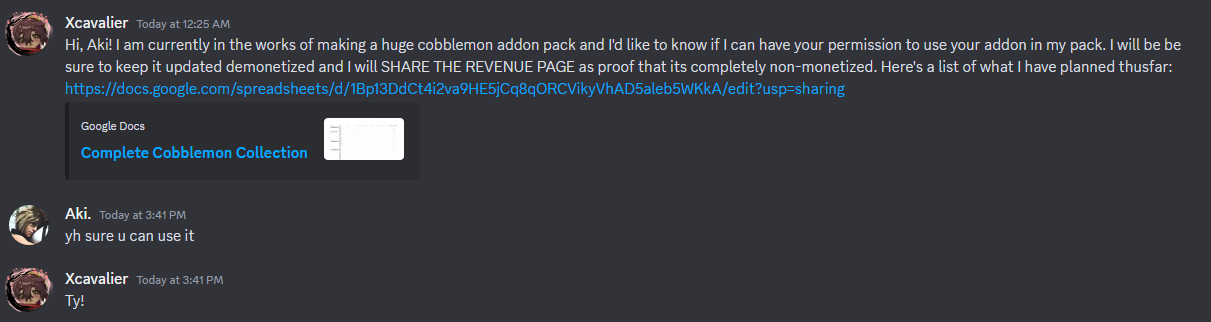 Xcavalier Today at 12:25 AM
Hi, Aki! I am currently in the works of making a huge cobblemon addon pack and I'd like to know if I can have your permission to use your addon in my pack. I will be be
sure to keep it updated demonetized and I will SHARE THE REVENUE PAGE as proof that its completely non-monetized. Here's a list of what I have planned thusfar:
https://docs.google.com/spreadsheets/d/1Bp13DdCt4i2va9HE5jCq8qORCVikyVhAD5aleb5WKkA/edit?usp=sharing
Google Docs
Complete Cobblemon Collection
Aki. Today at 3:41 PM
yh sure u can use it
Xcavalier Today at 3:41 PM
Ty!